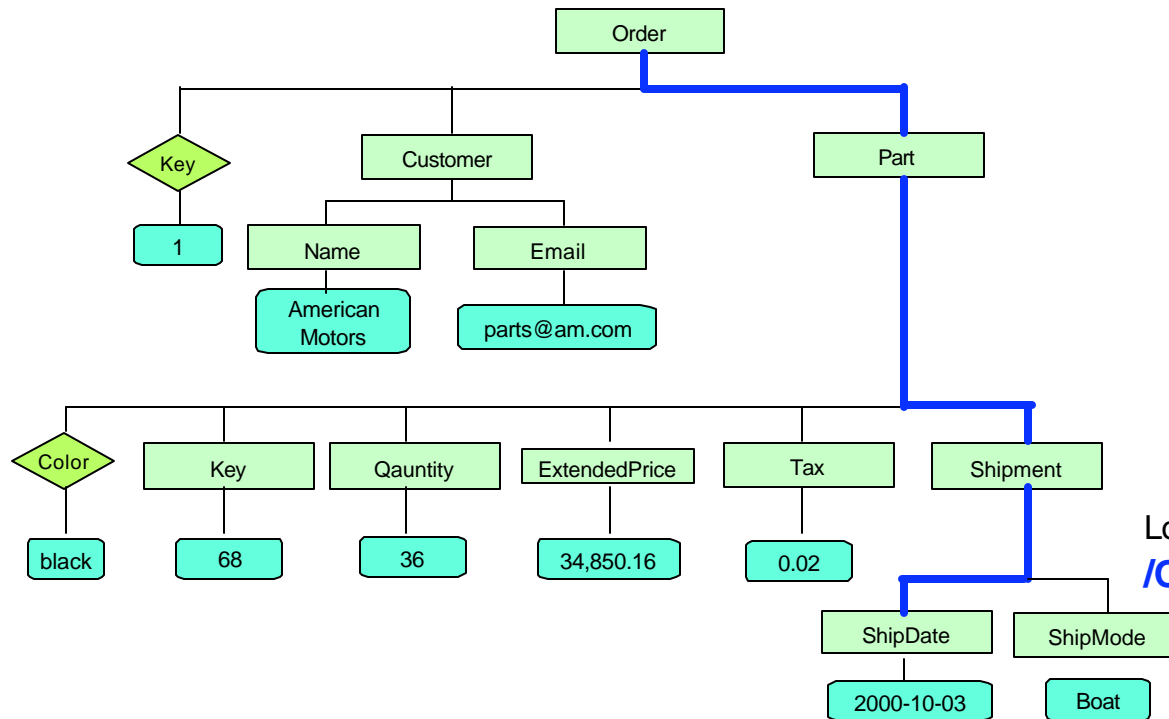 Order
Key
Customer
Part
1
Name
Email
American
Motors
parts@am.com
Color
Key
Qauntity
ExtendedPrice
Tax
Shipment
black
68
36
34,850.16
0.02
ShipDate
ShipMode
2000-10-03
Boat